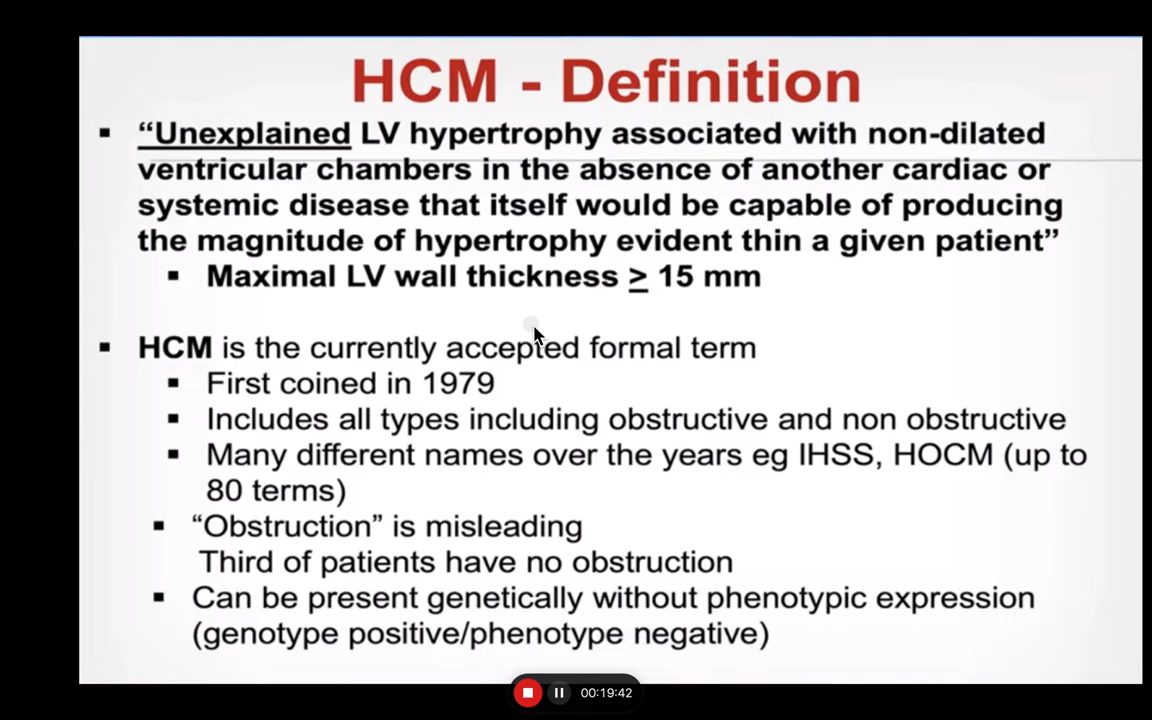 HCM - Definition
▪ “Unexplained LV hypertrophy associated with non-dilated
ventricular chambers in the absence of another cardiac or
systemic disease that itself would be capable of producing
the magnitude of hypertrophy evident thin a given patient”
▪ Maximal LV wall thickness ≥ 15 mm
▪ HCM is the currently accepted formal term
▪ First coined in 1979
▪ Includes all types including obstructive and non obstructive
▪ Many different names over the years eg IHSS, HOCM (up to
80 terms)
▪ “Obstruction” is misleading
Third of patients have no obstruction
▪ Can be present genetically without phenotypic expression
(genotype positive/phenotype negative)
00:19:42